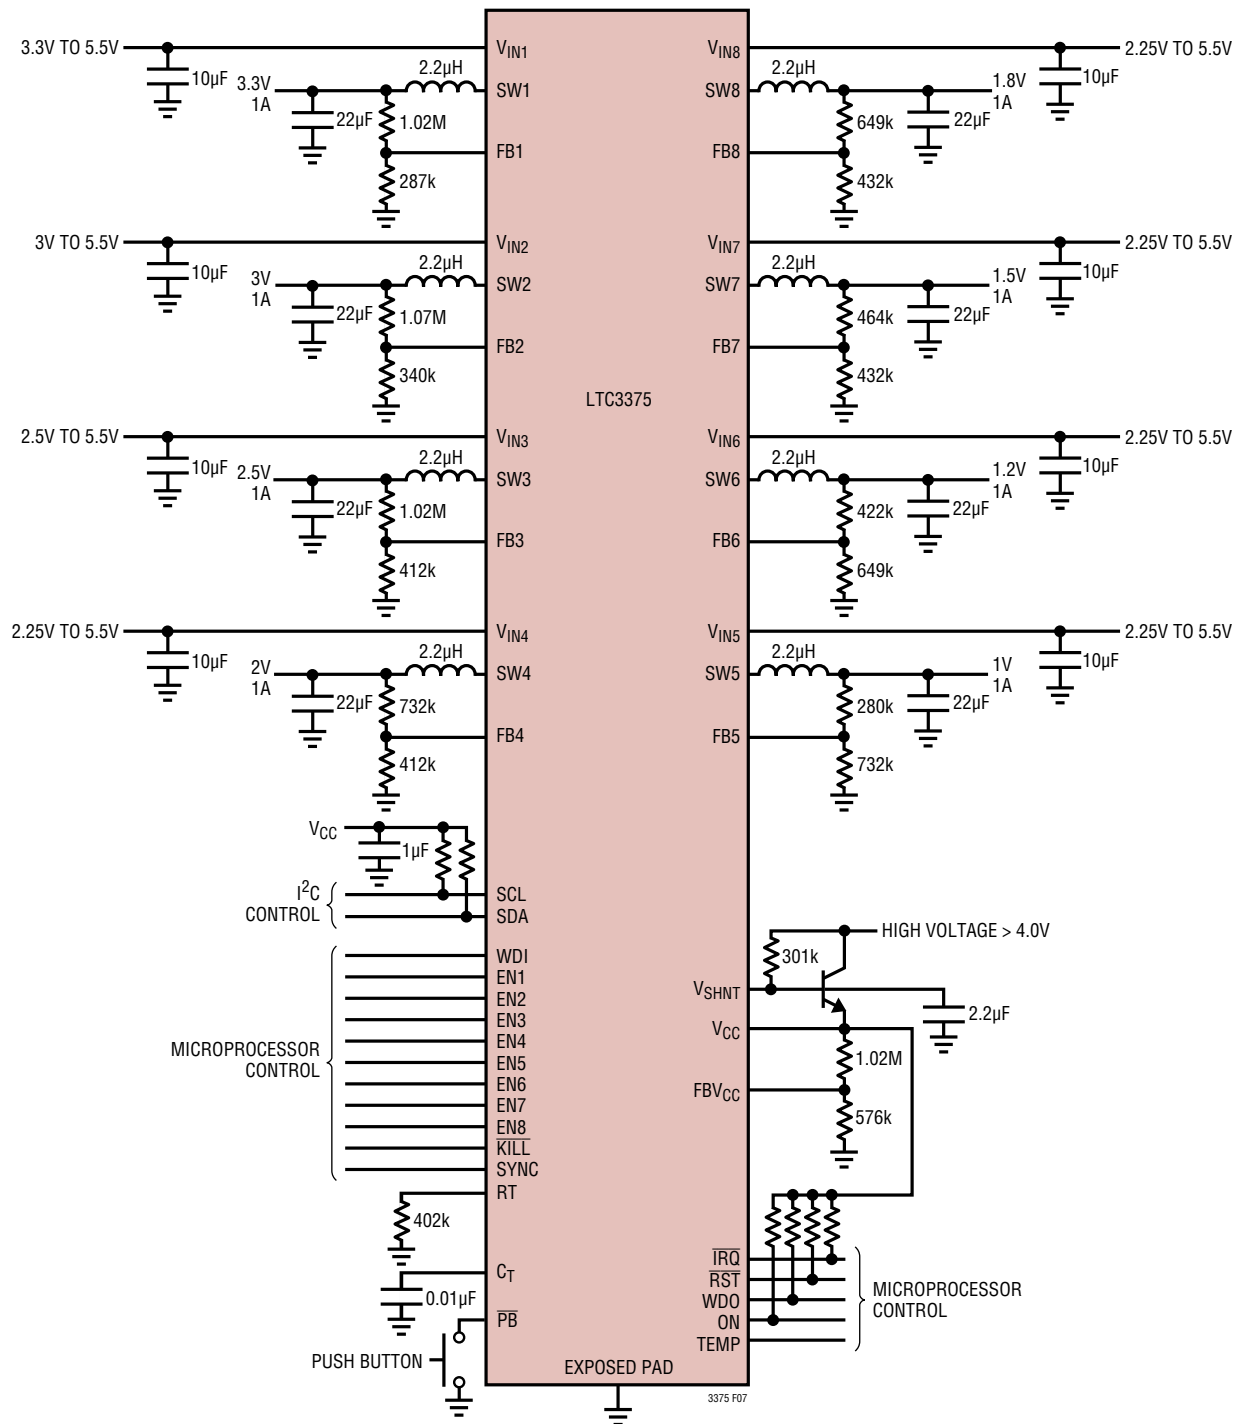 3.3V TO 5.5V
10µF
3.3V
1A
22µF
2.2µH
1.02M
287k
VIN1
SW1
FB1
3V TO 5.5V
10µF
3V
1A
22µF
2.2µH
1.07M
340k
VIN2
SW2
FB2
2.5V TO 5.5V
10µF
2.5V
1A
22µF
2.2µH
1.02M
412k
VIN3
SW3
FB3
2.25V TO 5.5V
10µF
2V
1A
22µF
2.2µH
732k
412k
VIN4
SW4
FB4
VCC
1µF
I2C
CONTROL
SCL
SDA
MICROPROCESSOR
CONTROL
WDI
EN1
EN2
EN3
EN4
EN5
EN6
EN7
EN8
KILL
SYNC
RT
402k
CT
0.01µF
PB
PUSH BUTTON
LTC3375
EXPOSED PAD
VIN8
SW8
FB8
2.2µH
649k
432k
22µF
1.8V
1A
10µF
2.25V TO 5.5V
VIN7
SW7
FB7
2.2µH
464k
432k
22µF
1.5V
1A
10µF
2.25V TO 5.5V
VIN6
SW6
FB6
2.2µH
422k
649k
22µF
1.2V
1A
10µF
2.25V TO 5.5V
VIN5
SW5
FB5
2.2µH
280k
732k
22µF
1V
1A
10µF
2.25V TO 5.5V
HIGH VOLTAGE > 4.0V
301k
VSHNT
2.2µF
VCC
1.02M
FBVCC
576k
IRQ
RST
WDO
ON
TEMP
MICROPROCESSOR
CONTROL
3375 F07